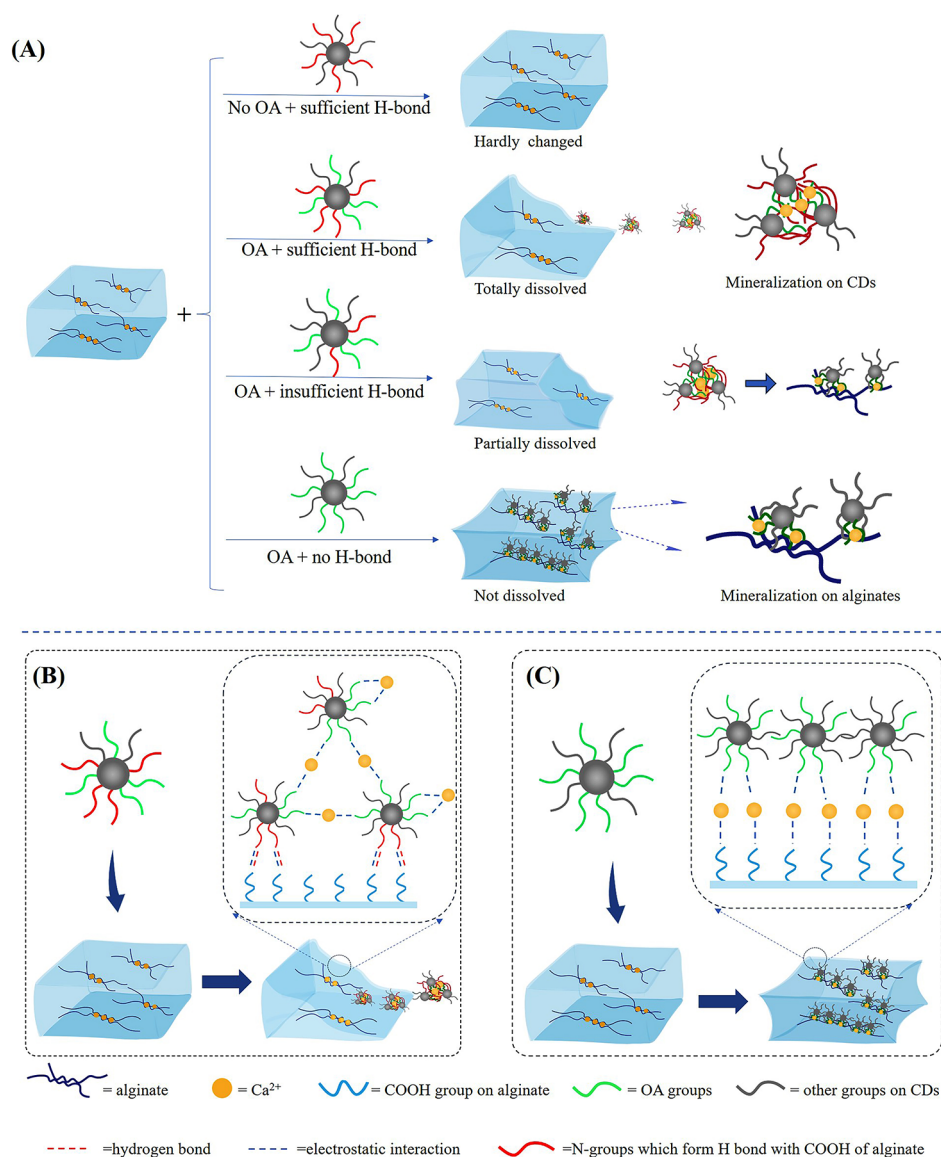 (A)
No OA + sufficient H-bond
Hardly changed
OA + sufficient H-bond
Totally dissolved
Mineralization on CDs
+
OA + insufficient H-bond
Partially dissolved
OA + no H-bond
Not dissolved
Mineralization on alginates
(B)
(C)
= alginate
= Ca²⁺
= COOH group on alginate
= OA groups
= other groups on CDs
=hydrogen bond
=electrostatic interaction
=N-groups which form H bond with COOH of alginate